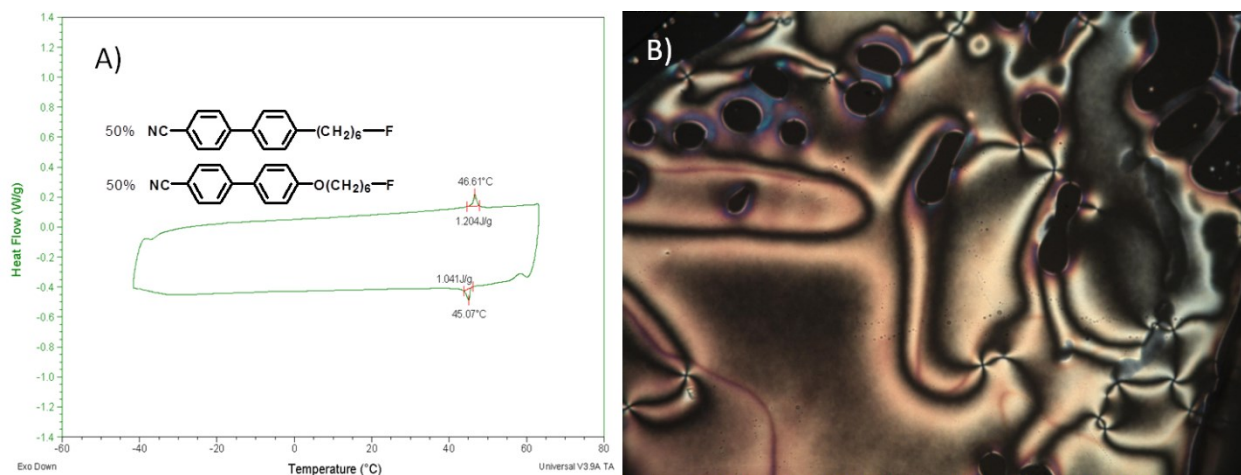 A)
B)
1.4
1.2
1.0
0.8
0.6
0.4
0.2
0.0
-0.2
-0.4
-0.6
-0.8
-1.0
-1.2
-1.4
Heat Flow (W/g)
50% NC (CH2)6 F
50% NC O(CH2)6 F
46.61°C
1.204J/g
1.041J/g
45.07°C
-60 -40 -20 0 20 40 60 80
Exo Down Temperature (°C) Universal V3.9A TA